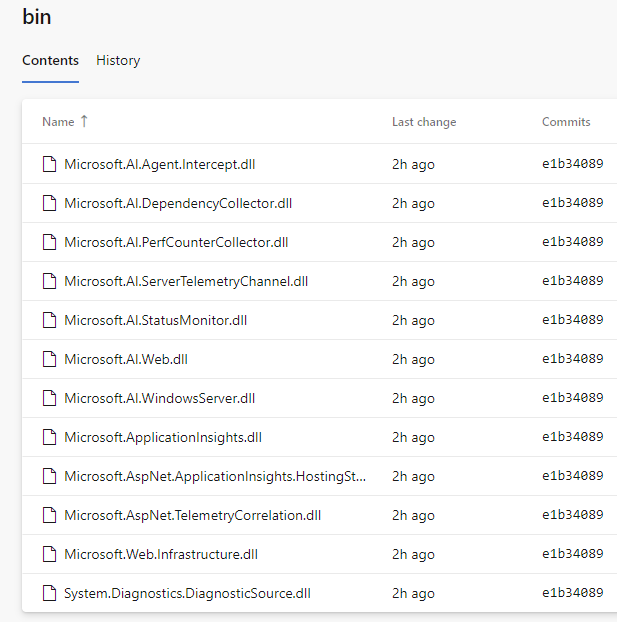 bin
Contents History
Name ↑ Last change Commits
Microsoft.AI.Agent.Intercept.dll 2h ago e1b34089
Microsoft.AI.DependencyCollector.dll 2h ago e1b34089
Microsoft.AI.PerfCounterCollector.dll 2h ago e1b34089
Microsoft.AI.ServerTelemetryChannel.dll 2h ago e1b34089
Microsoft.AI.StatusMonitor.dll 2h ago e1b34089
Microsoft.AI.Web.dll 2h ago e1b34089
Microsoft.AI.WindowsServer.dll 2h ago e1b34089
Microsoft.ApplicationInsights.dll 2h ago e1b34089
Microsoft.AspNet.ApplicationInsights.HostingSt... 2h ago e1b34089
Microsoft.AspNet.TelemetryCorrelation.dll 2h ago e1b34089
Microsoft.Web.Infrastructure.dll 2h ago e1b34089
System.Diagnostics.DiagnosticSource.dll 2h ago e1b34089